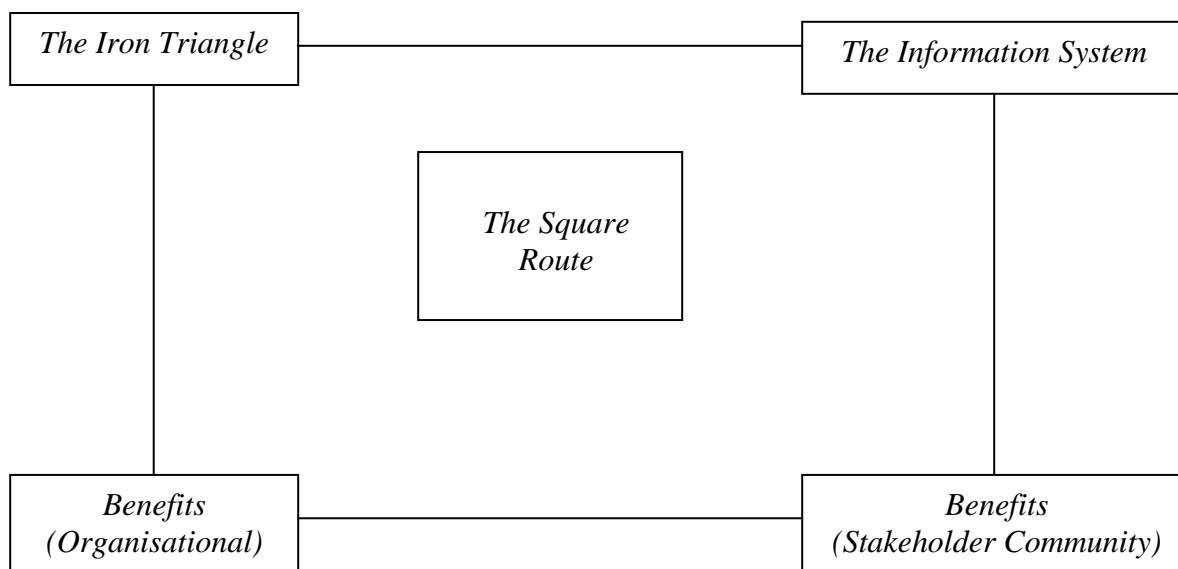 The Iron Triangle
The Information System
The Square
Route
Benefits
(Organisational)
Benefits
(Stakeholder Community)